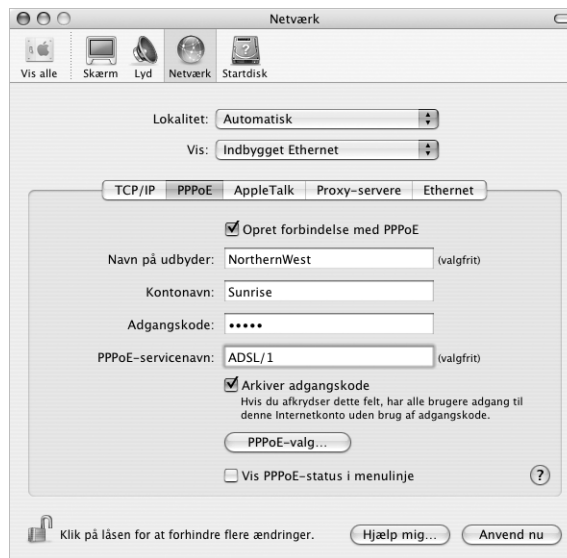 Netværk
Vis alle Skærm Lyd Netværk Startdisk
Lokalitet: Automatisk
Vis: Indbygget Ethernet
TCP/IP PPPoE AppleTalk Proxy-servere Ethernet
Opret forbindelse med PPPoE
Navn på udbyder: NorthernWest (valgfrit)
Kontonavn: Sunrise
Adgangskode: •••••
PPPoE-servicenavn: ADSL/1 (valgfrit)
Arkiver adgangskode
Hvis du afkrydser dette felt, har alle brugere adgang til
denne Internetkonto uden brug af adgangskode.
PPPoE-valg...
Vis PPPoE-status i menulinje ?
Klik på låsen for at forhindre flere ændringer. Hjælp mig... Anvend nu